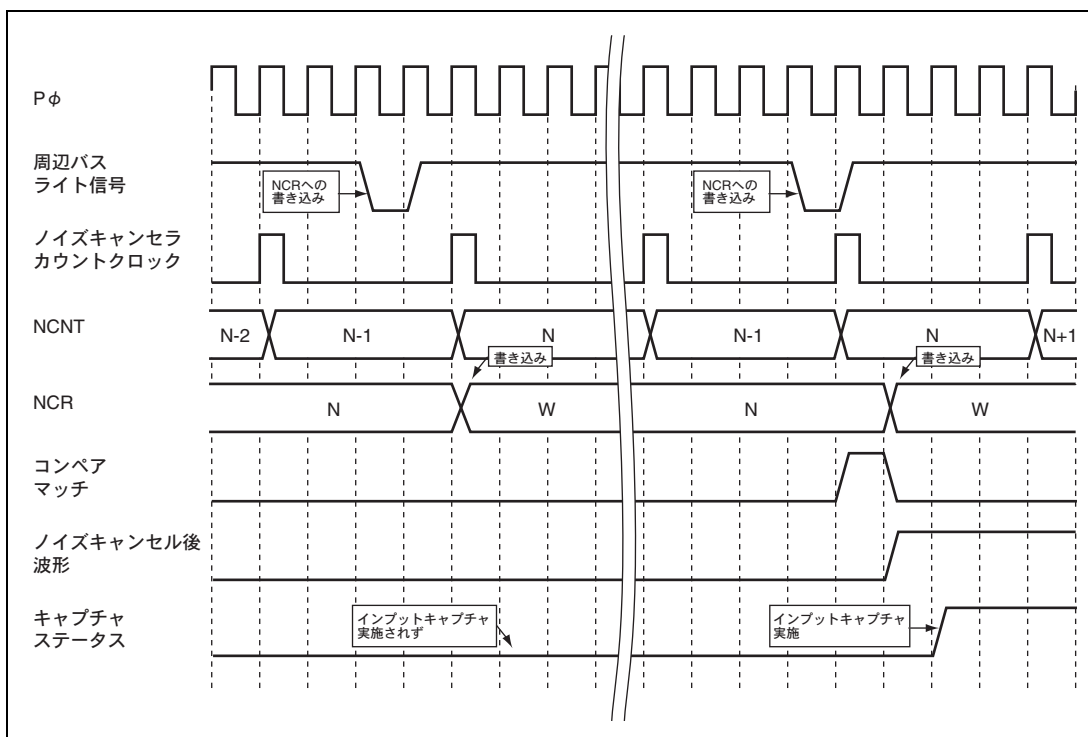 Pφ
周辺バス
ライト信号
NCRへの
書き込み
NCRへの
書き込み
ノイズキャンセラ
カウントクロック
NCNT
N-2
N-1
N
N-1
N
N+1
書き込み
書き込み
NCR
N
W
N
W
コンペア
マッチ
ノイズキャンセル後
波形
キャプチャ
ステータス
インプットキャプチャ
実施されず
インプットキャプチャ
実施